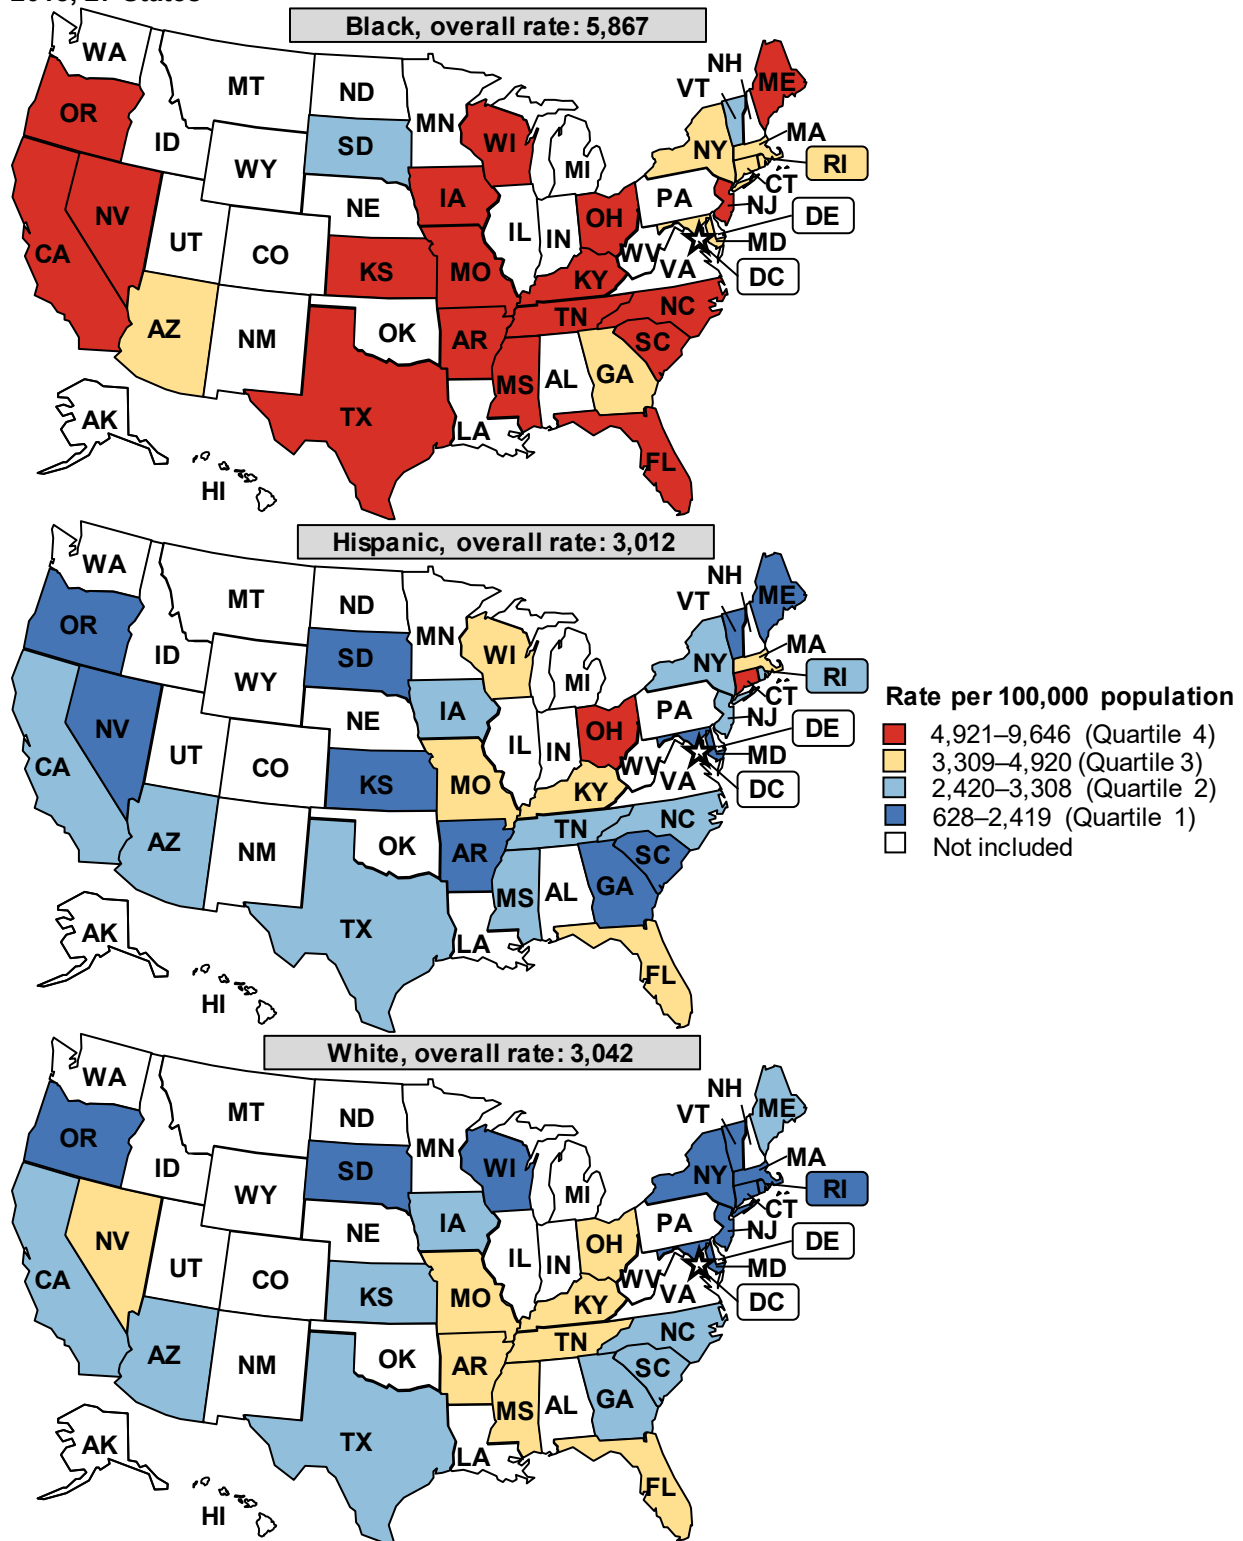 Black, overall rate: 5,867
WA
MT
ND
MN
NH
VT
ME
OR
ID
SD
WI
MI
NY
MA
RI
WY
NE
IA
PA
CT
NJ
NV
UT
CO
IL
IN
OH
DE
CA
KS
MO
WV
VA
MD
DC
KY
AZ
NM
OK
AR
TN
NC
SC
MS
AL
GA
TX
LA
AK
FL
HI
Hispanic, overall rate: 3,012
WA
MT
ND
MN
NH
VT
ME
OR
ID
SD
WI
MI
NY
MA
RI
WY
NE
IA
PA
CT
NJ
NV
UT
CO
IL
IN
OH
DE
CA
KS
MO
WV
VA
MD
DC
KY
AZ
NM
OK
AR
TN
NC
SC
MS
AL
GA
TX
LA
AK
FL
HI
Rate per 100,000 population
4,921–9,646 (Quartile 4)
3,309–4,920 (Quartile 3)
2,420–3,308 (Quartile 2)
628–2,419 (Quartile 1)
Not included
White, overall rate: 3,042
WA
MT
ND
MN
NH
VT
ME
OR
ID
SD
WI
MI
NY
MA
RI
WY
NE
IA
PA
CT
NJ
NV
UT
CO
IL
IN
OH
DE
CA
KS
MO
WV
VA
MD
DC
KY
AZ
NM
OK
AR
TN
NC
SC
MS
AL
GA
TX
LA
AK
FL
HI